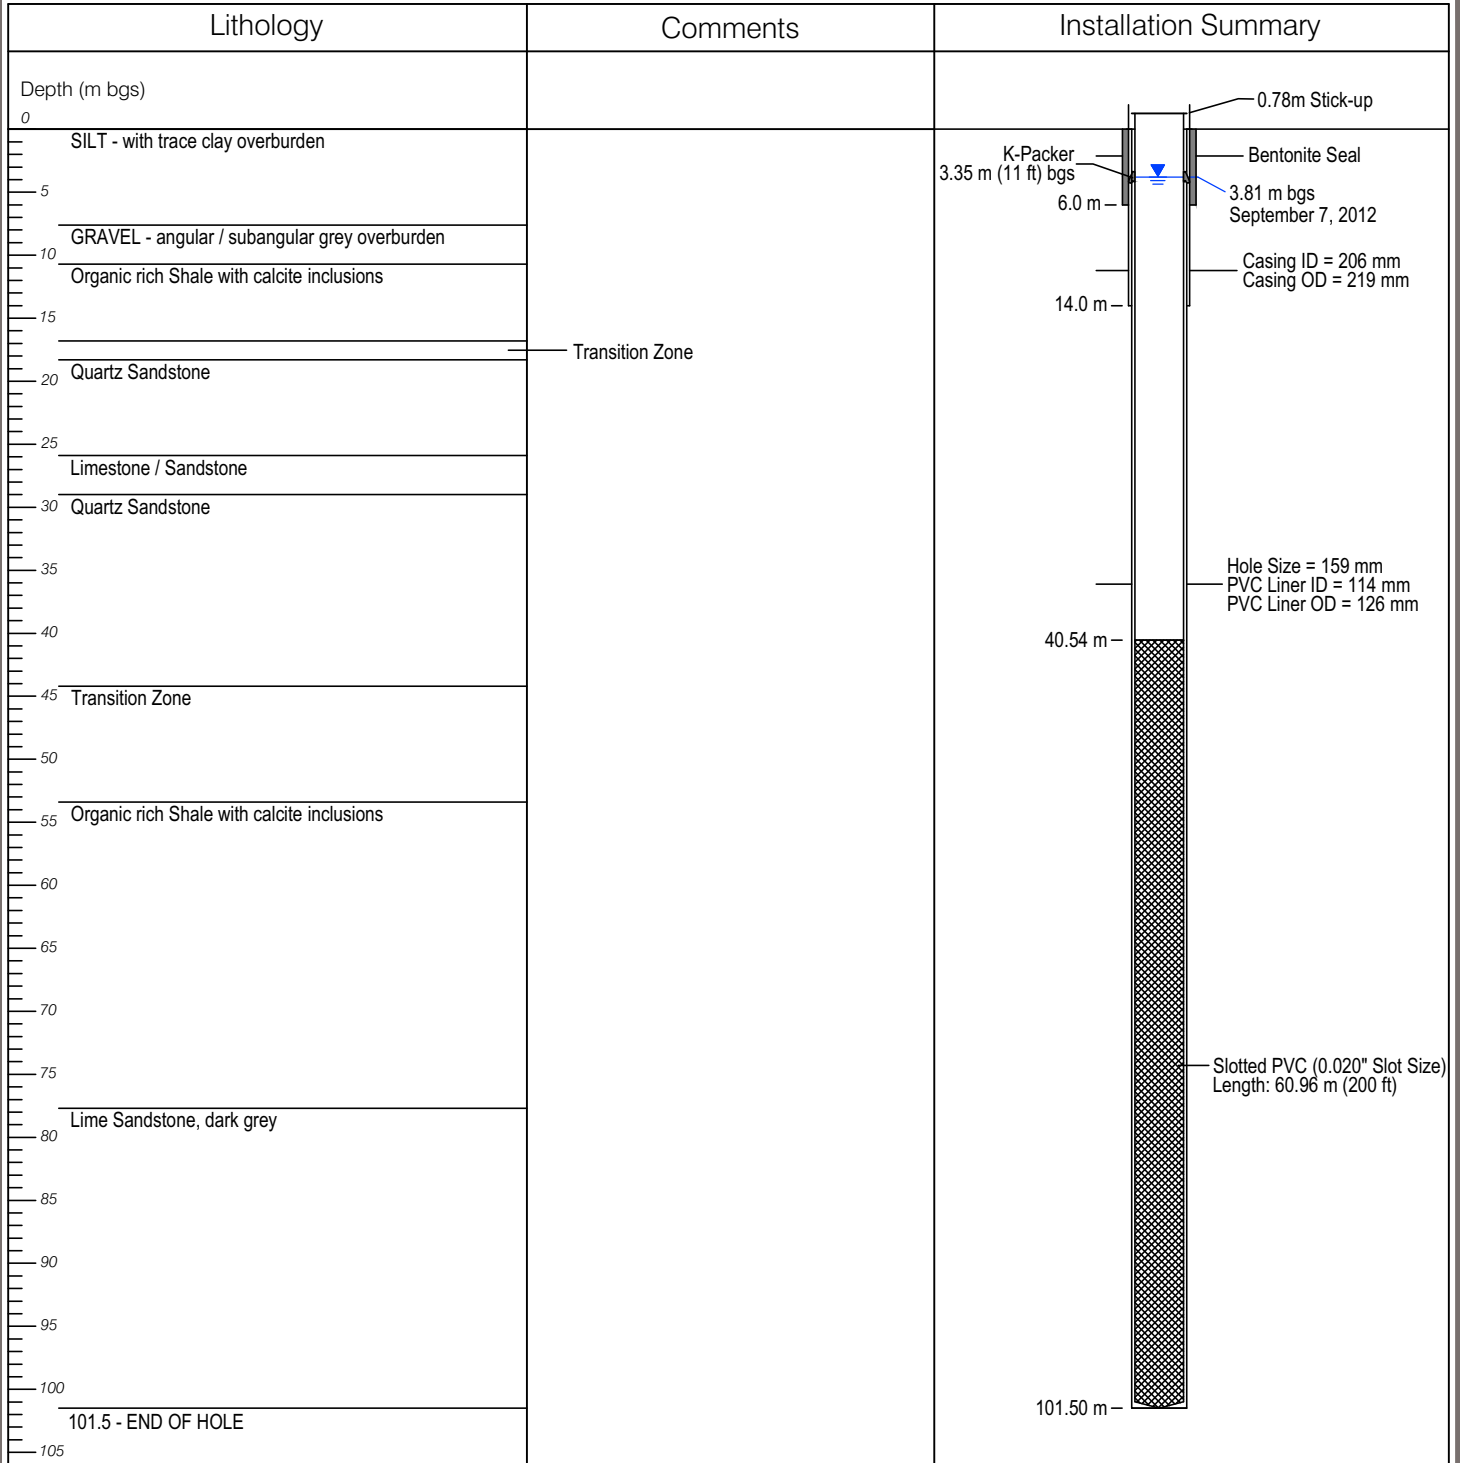 Lithology
Comments
Installation Summary
Depth (m bgs)
0
SILT - with trace clay overburden
5
GRAVEL - angular / subangular grey overburden
10
Organic rich Shale with calcite inclusions
15
Transition Zone
Quartz Sandstone
20
25
Limestone / Sandstone
Quartz Sandstone
30
35
40
45
Transition Zone
50
Organic rich Shale with calcite inclusions
55
60
65
70
75
Lime Sandstone, dark grey
80
85
90
95
100
101.5 - END OF HOLE
105
0.78m Stick-up
K-Packer
3.35 m (11 ft) bgs
Bentonite Seal
3.81 m bgs
September 7, 2012
6.0 m
Casing ID = 206 mm
Casing OD = 219 mm
14.0 m
Hole Size = 159 mm
PVC Liner ID = 114 mm
PVC Liner OD = 126 mm
40.54 m
Slotted PVC (0.020" Slot Size)
Length: 60.96 m (200 ft)
101.50 m